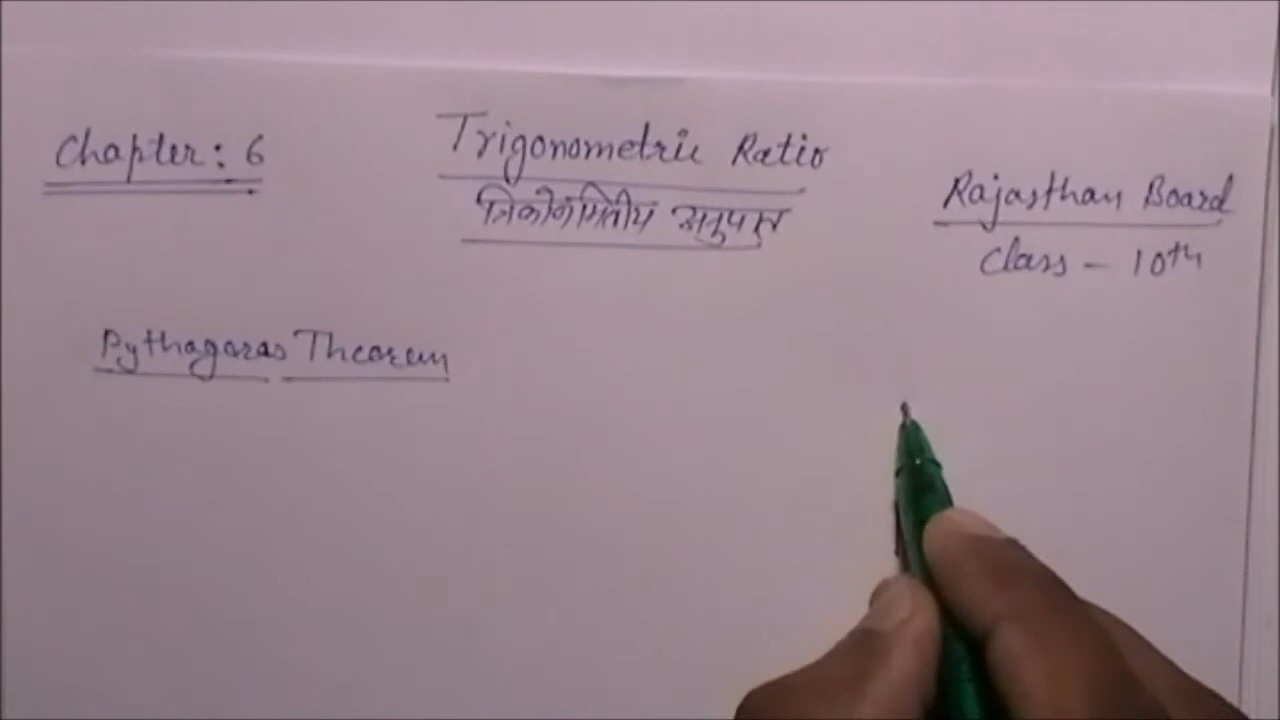 Chapter: 6
Trigonometric Ratio
त्रिकोणमितीय अनुपात
Rajasthan Board
Class - 10th
Pythagoras Theorem